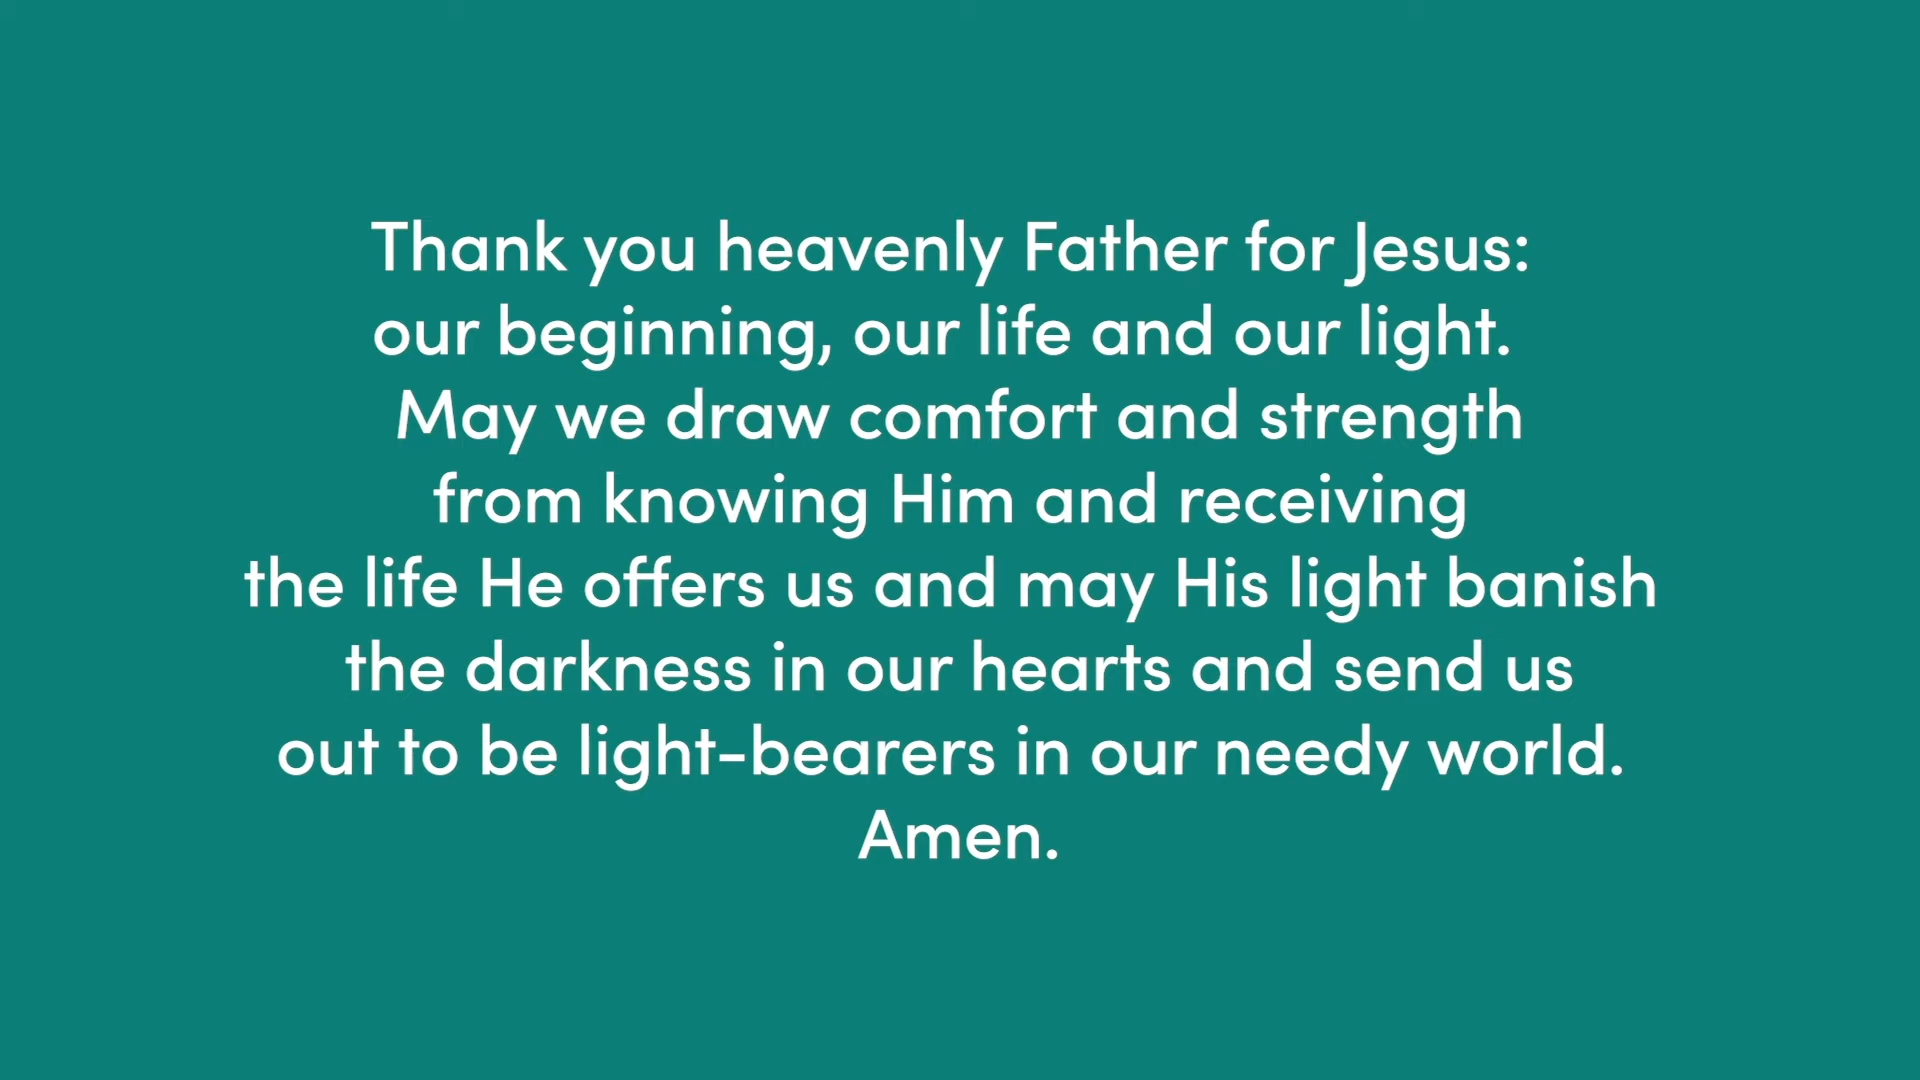 Thank you heavenly Father for Jesus:
our beginning, our life and our light.
May we draw comfort and strength
from knowing Him and receiving
the life He offers us and may His light banish
the darkness in our hearts and send us
out to be light-bearers in our needy world.
Amen.